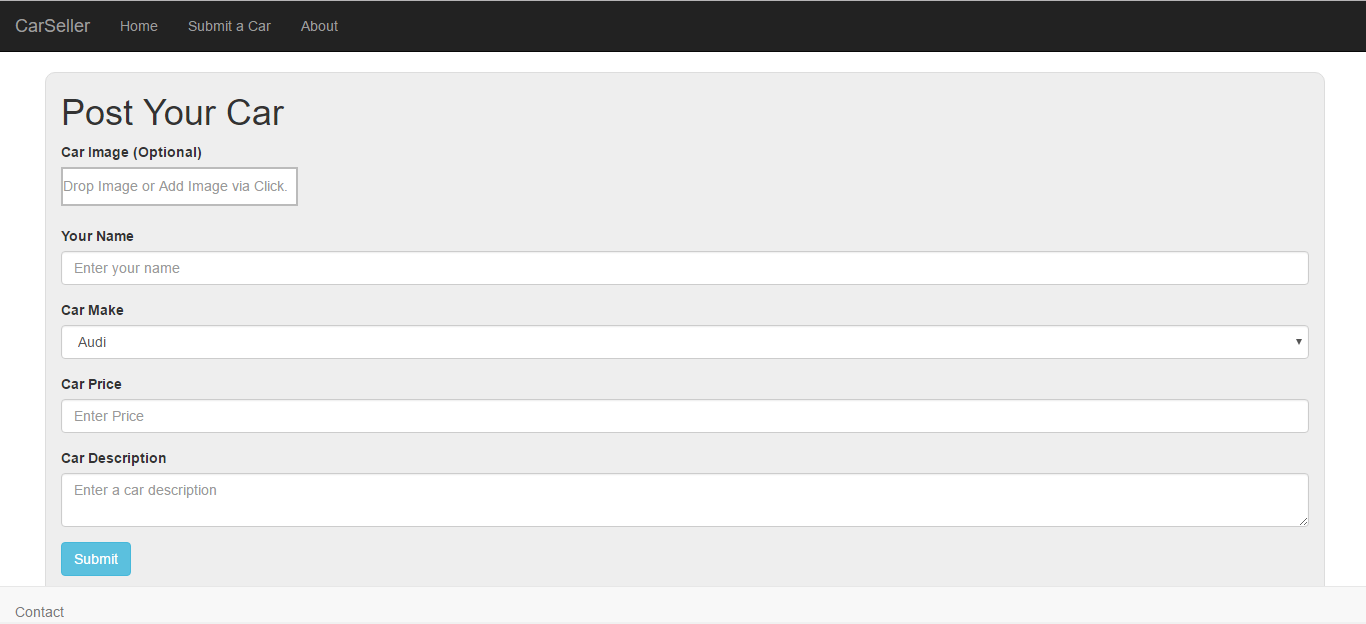 CarSeller Home Submit a Car About
Post Your Car
Car Image (Optional)
Drop Image or Add Image via Click.
Your Name
Enter your name
Car Make
Audi
Car Price
Enter Price
Car Description
Enter a car description
Submit
Contact